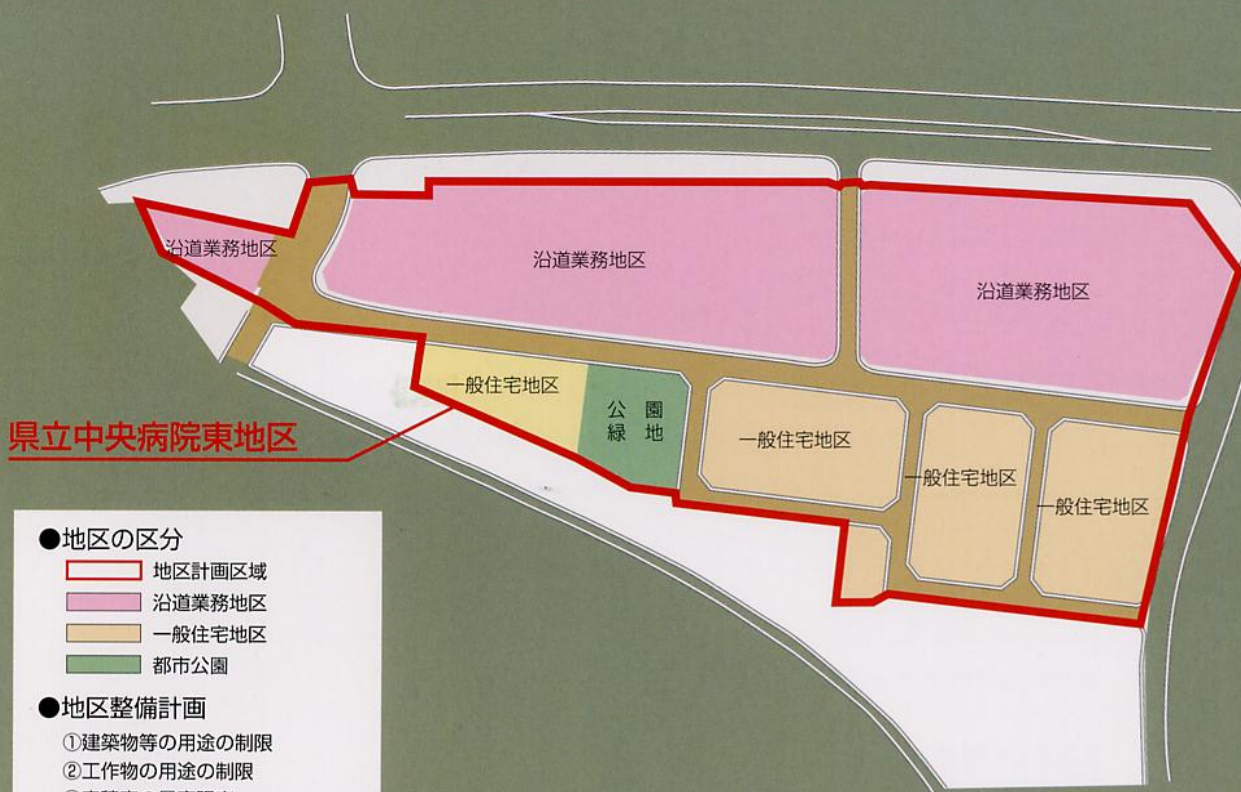 沿道業務地区
沿道業務地区
沿道業務地区
一般住宅地区
公園
緑地
一般住宅地区
一般住宅地区
一般住宅地区
県立中央病院東地区
●地区の区分
地区計画区域
沿道業務地区
一般住宅地区
都市公園
●地区整備計画
①建築物等の用途の制限
②工作物の用途の制限